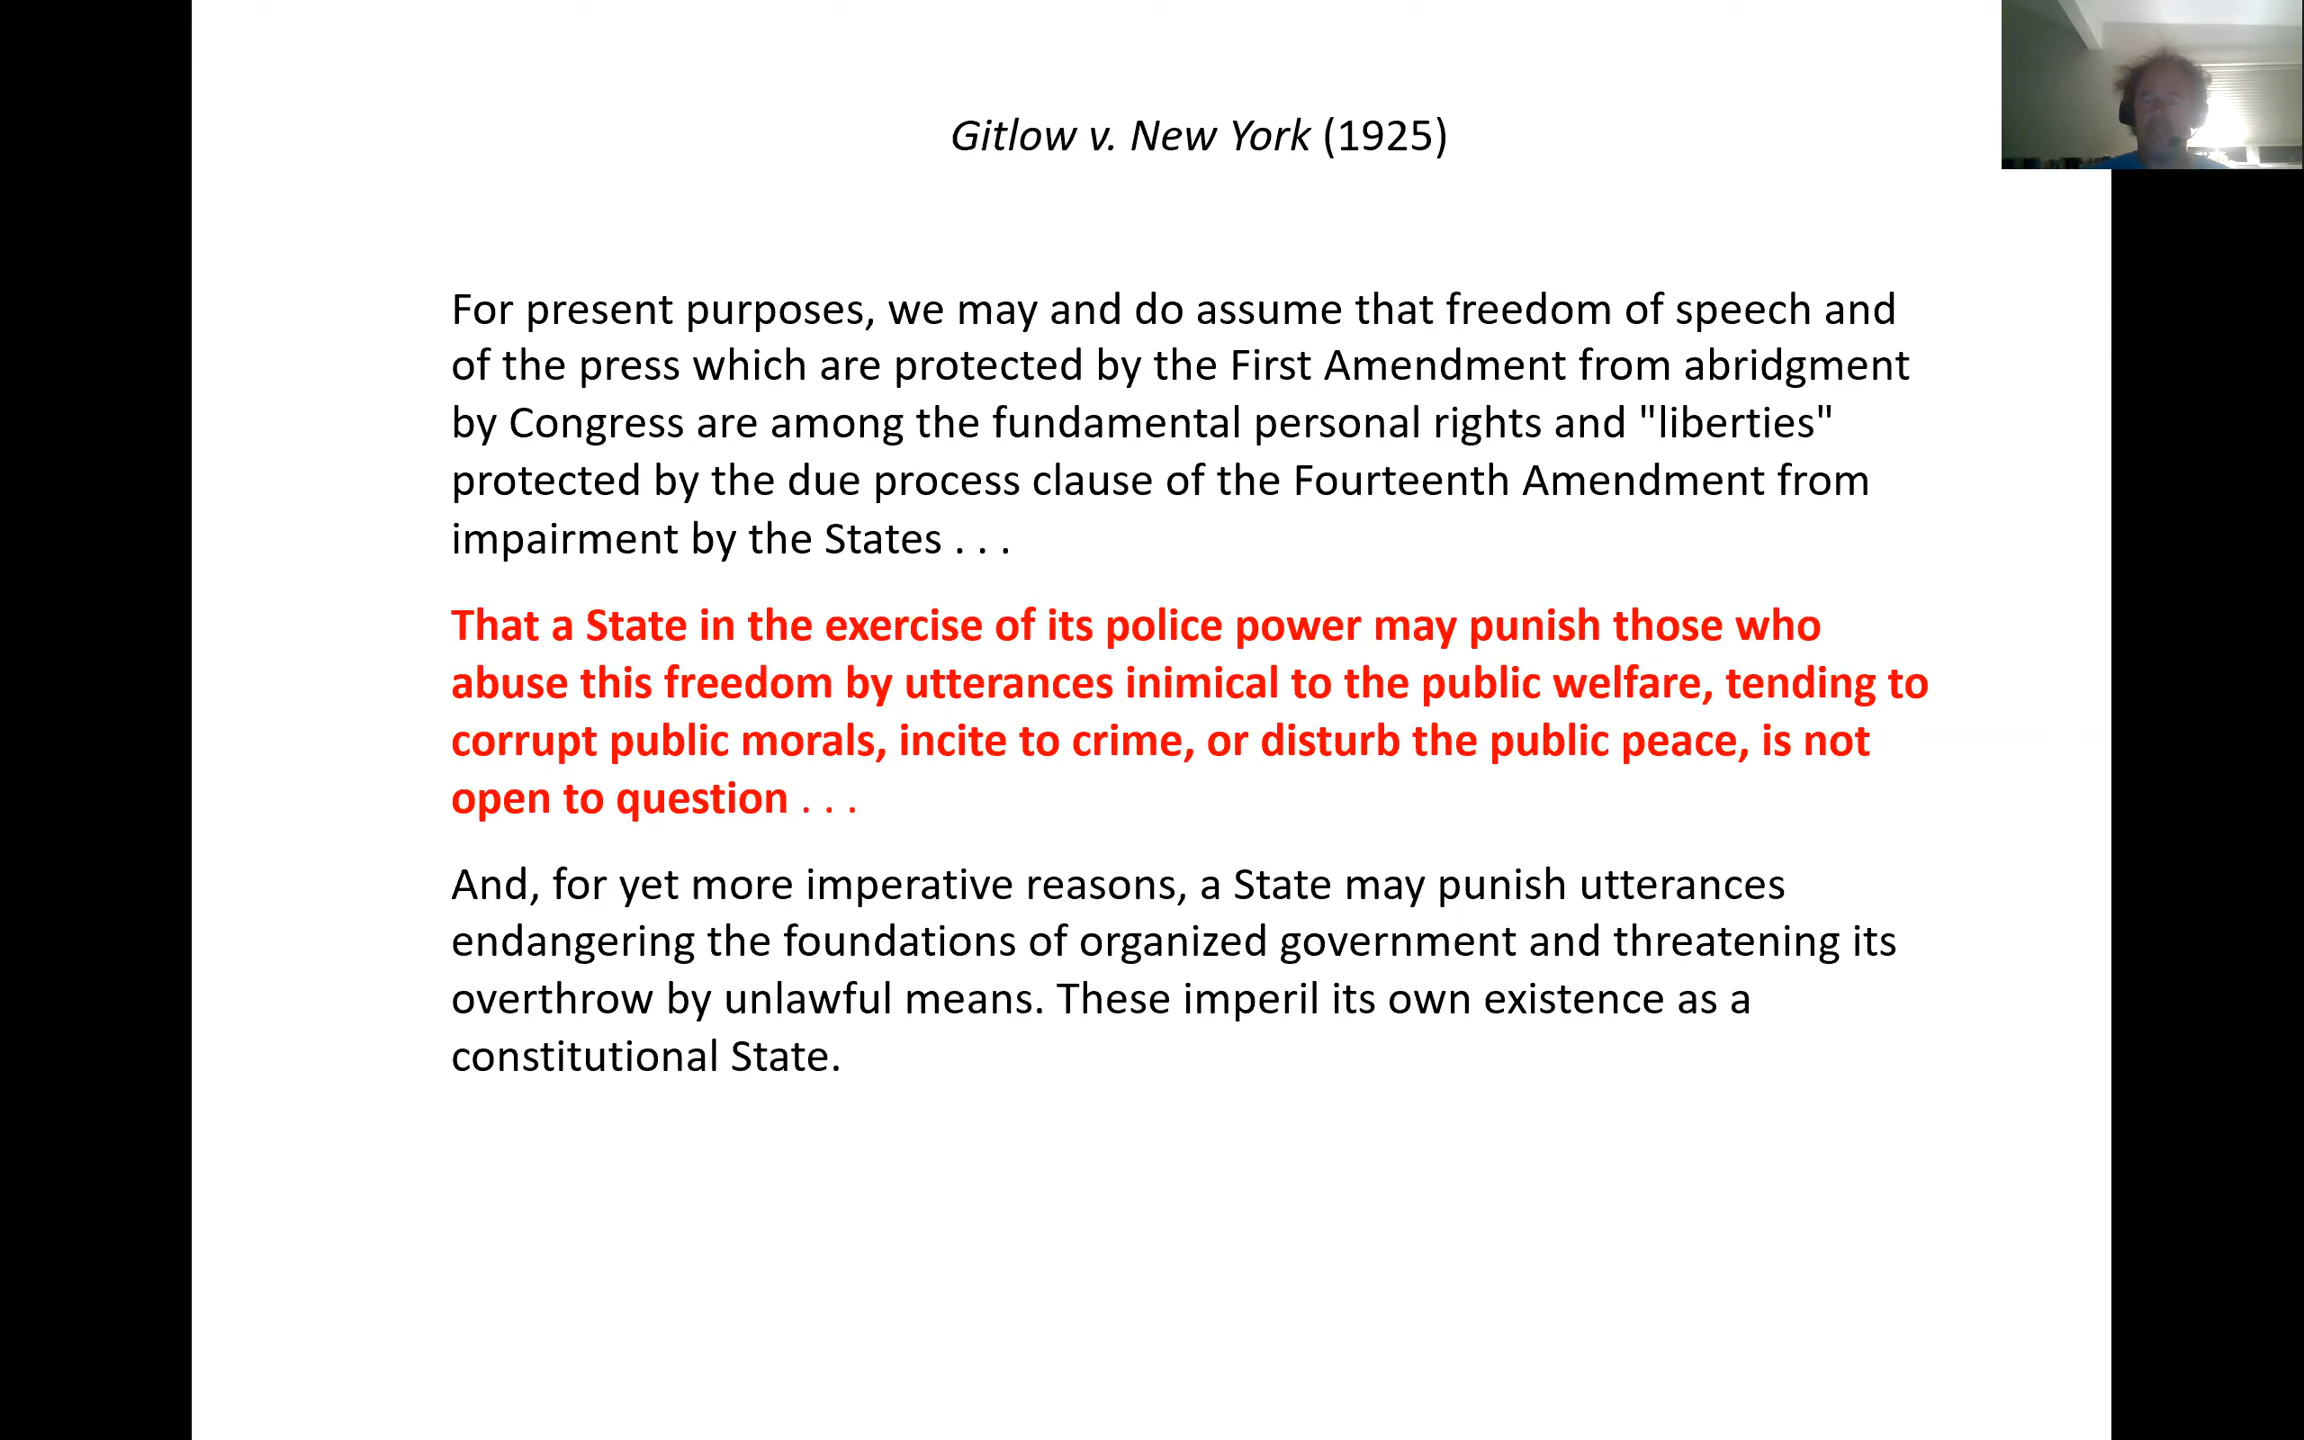 Gitlow v. New York (1925)
For present purposes, we may and do assume that freedom of speech and
of the press which are protected by the First Amendment from abridgment
by Congress are among the fundamental personal rights and "liberties"
protected by the due process clause of the Fourteenth Amendment from
impairment by the States . . .
That a State in the exercise of its police power may punish those who
abuse this freedom by utterances inimical to the public welfare, tending to
corrupt public morals, incite to crime, or disturb the public peace, is not
open to question . . .
And, for yet more imperative reasons, a State may punish utterances
endangering the foundations of organized government and threatening its
overthrow by unlawful means. These imperil its own existence as a
constitutional State.